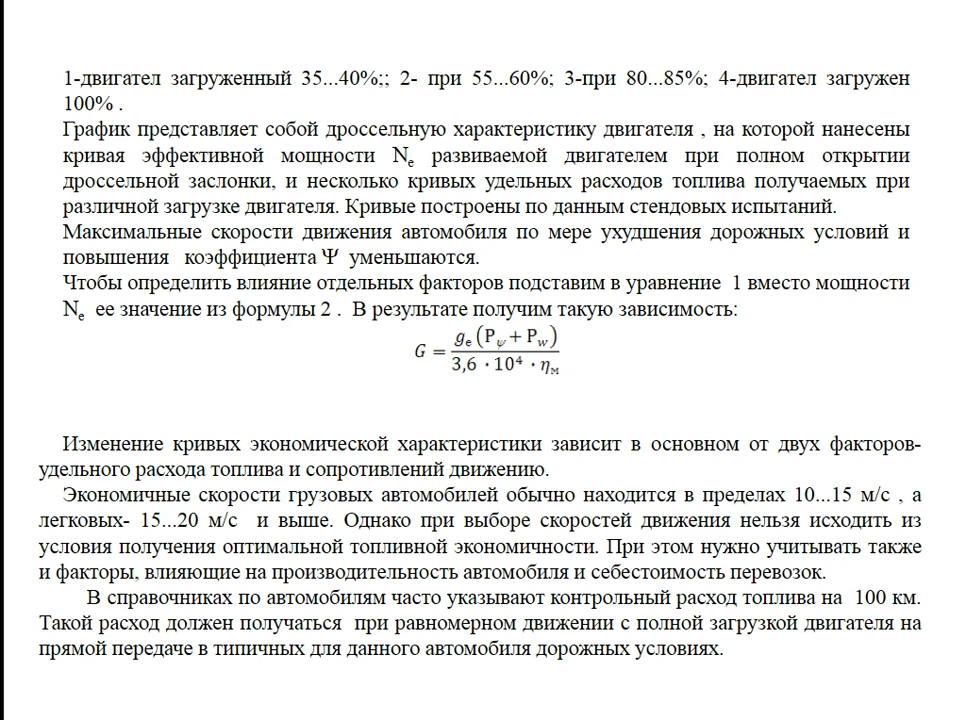 1-двигател загруженный 35...40%;; 2- при 55...60%; 3-при 80...85%; 4-двигател загружен
100% .
График представляет собой дроссельную характеристику двигателя , на которой нанесены
кривая эффективной мощности Nₑ развиваемой двигателем при полном открытии
дроссельной заслонки, и несколько кривых удельных расходов топлива получаемых при
различной загрузке двигателя. Кривые построены по данным стендовых испытаний.
Максимальные скорости движения автомобиля по мере ухудшения дорожных условий и
повышения коэффициента Ψ уменьшаются.
Чтобы определить влияние отдельных факторов подставим в уравнение 1 вместо мощности
Nₑ ее значение из формулы 2 . В результате получим такую зависимость:
G = gₑ (P_ψ + P_w) / 3,6 · 10⁴ · η_м
Изменение кривых экономической характеристики зависит в основном от двух факторов-
удельного расхода топлива и сопротивлений движению.
Экономичные скорости грузовых автомобилей обычно находится в пределах 10...15 м/с , а
легковых- 15...20 м/с и выше. Однако при выборе скоростей движения нельзя исходить из
условия получения оптимальной топливной экономичности. При этом нужно учитывать также
и факторы, влияющие на производительность автомобиля и себестоимость перевозок.
В справочниках по автомобилям часто указывают контрольный расход топлива на 100 км.
Такой расход должен получаться при равномерном движении с полной загрузкой двигателя на
прямой передаче в типичных для данного автомобиля дорожных условиях.